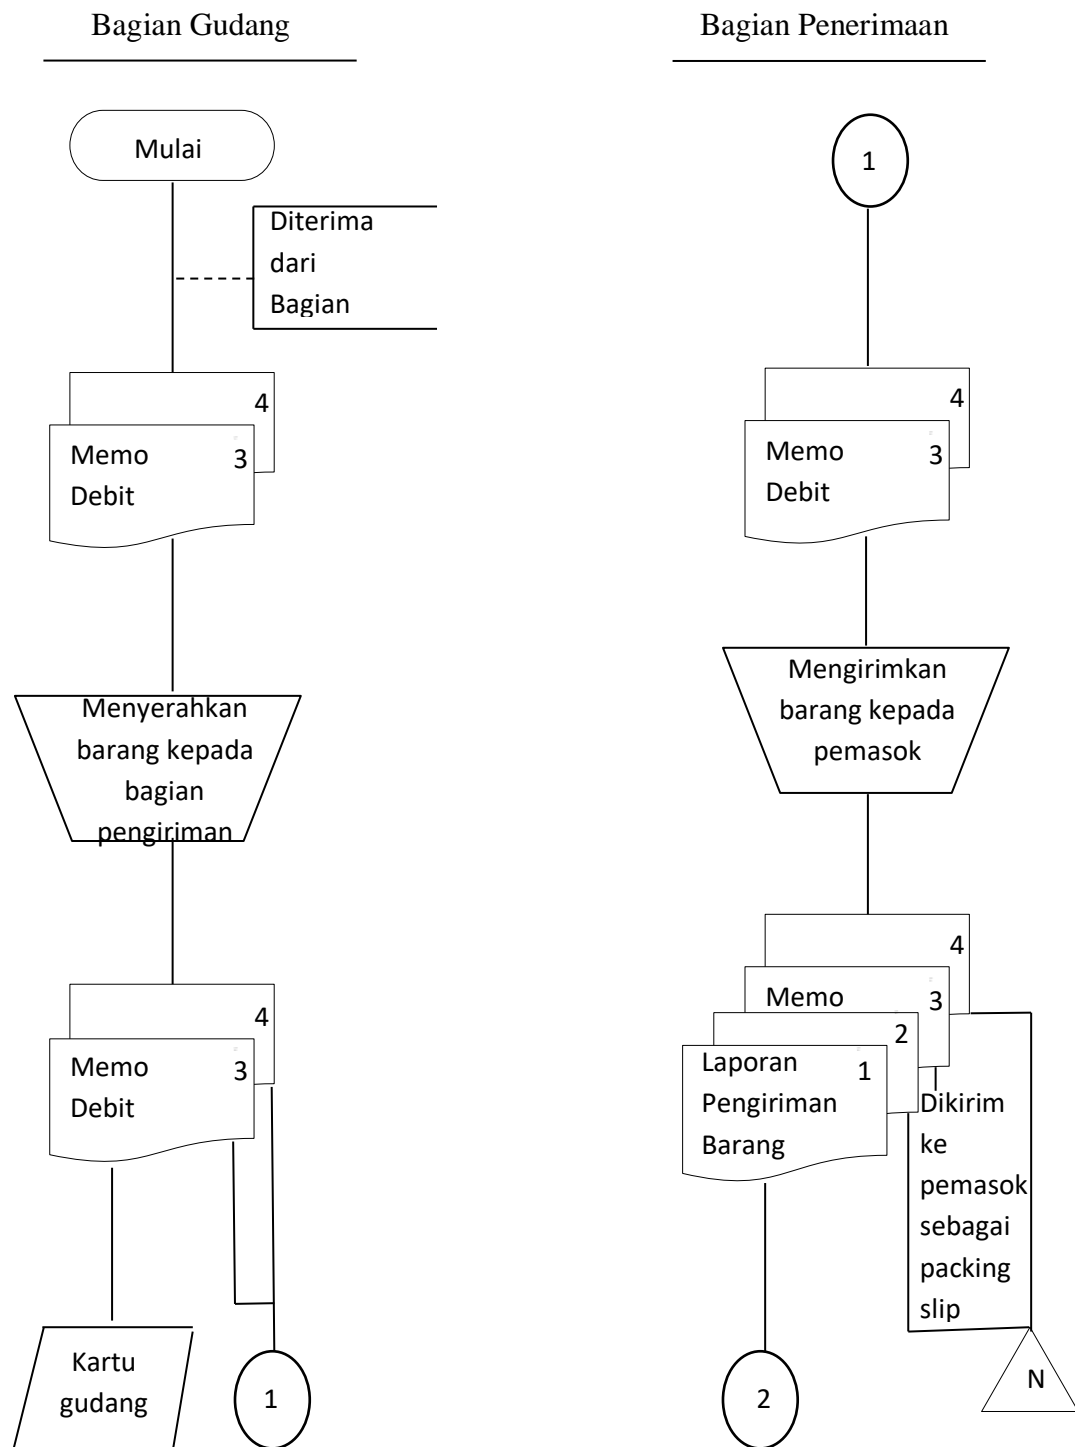 Bagian Gudang
Bagian Penerimaan
Mulai
Diterima
dari
Bagian
4
Memo 3
Debit
Menyerahkan
barang kepada
bagian
pengiriman
4
Memo 3
Debit
Kartu
gudang
1
1
4
Memo 3
Debit
Mengirimkan
barang kepada
pemasok
4
Memo 3
2
Laporan 1
Pengiriman
Barang
Dikirim
ke
pemasok
sebagai
packing
slip
2
N